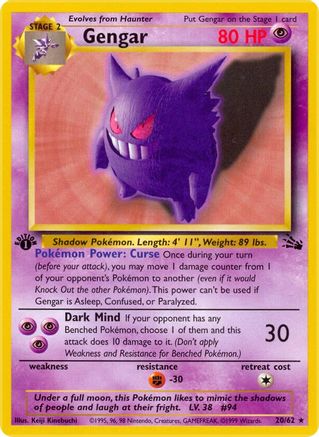 STAGE 2 Evolves from Haunter Put Gengar on the Stage 1 card
Gengar 80 HP
Shadow Pokémon. Length: 4' 11", Weight: 89 lbs.
EDITION 1
Pokémon Power: Curse Once during your turn
(before your attack), you may move 1 damage counter from 1
of your opponent's Pokémon to another (even if it would
Knock Out the other Pokémon). This power can't be used if
Gengar is Asleep, Confused, or Paralyzed.
Dark Mind If your opponent has any
Benched Pokémon, choose 1 of them and this
attack does 10 damage to it. (Don't apply
Weakness and Resistance for Benched Pokémon.)
30
weakness resistance retreat cost
-30
Under a full moon, this Pokémon likes to mimic the shadows
of people and laugh at their fright. LV. 38 #94
Illus. Keiji Kinebuchi ©1995, 96, 98 Nintendo, Creatures, GAMEFREAK. ©1999 Wizards. 20/62 ★